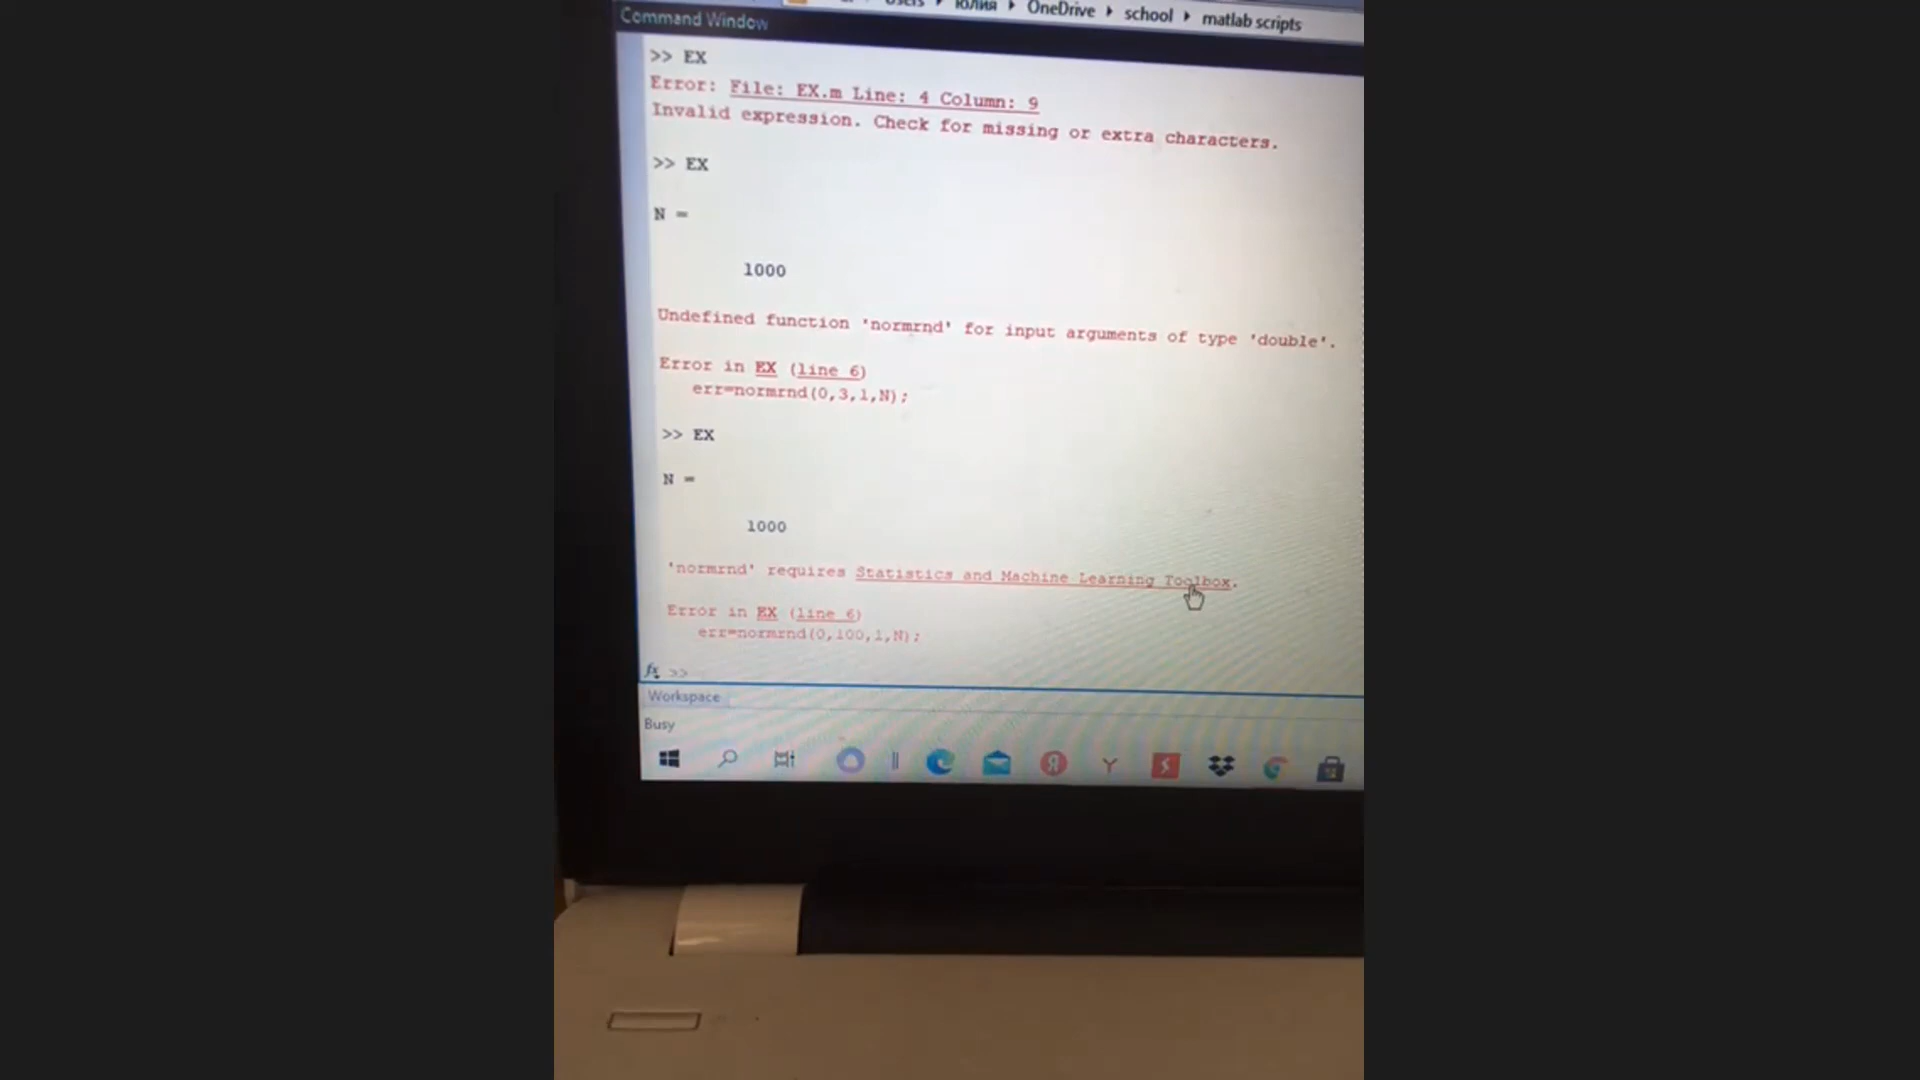 Юлия ▸ OneDrive ▸ school ▸ matlab scripts
Command Window
>> EX
Error: File: EX.m Line: 4 Column: 9
Invalid expression. Check for missing or extra characters.
>> EX
N =
1000
Undefined function 'normrnd' for input arguments of type 'double'.
Error in EX (line 6)
err=normrnd(0,3,1,N);
>> EX
N =
1000
'normrnd' requires Statistics and Machine Learning Toolbox.
Error in EX (line 6)
err=normrnd(0,100,1,N);
fx >>
Workspace
Busy